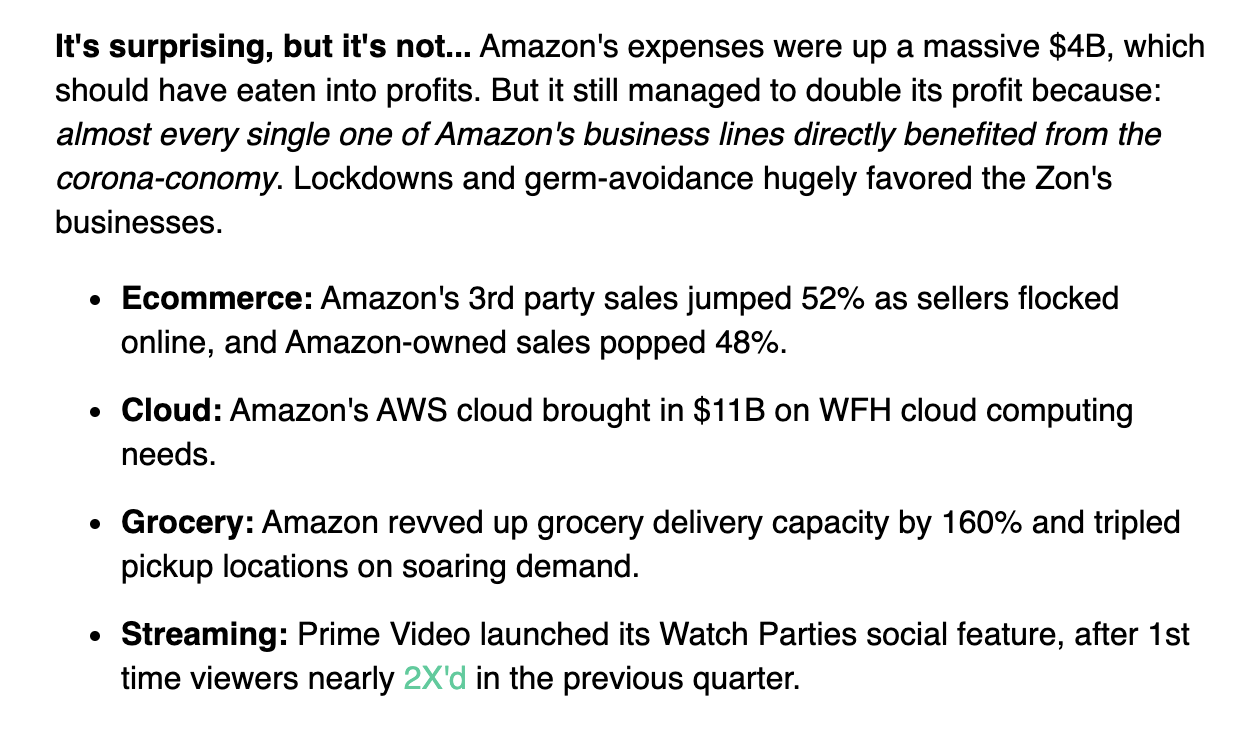 It's surprising, but it's not... Amazon's expenses were up a massive $4B, which
should have eaten into profits. But it still managed to double its profit because:
almost every single one of Amazon's business lines directly benefited from the
corona-conomy. Lockdowns and germ-avoidance hugely favored the Zon's
businesses.
• Ecommerce: Amazon's 3rd party sales jumped 52% as sellers flocked
online, and Amazon-owned sales popped 48%.
• Cloud: Amazon's AWS cloud brought in $11B on WFH cloud computing
needs.
• Grocery: Amazon revved up grocery delivery capacity by 160% and tripled
pickup locations on soaring demand.
• Streaming: Prime Video launched its Watch Parties social feature, after 1st
time viewers nearly 2X'd in the previous quarter.